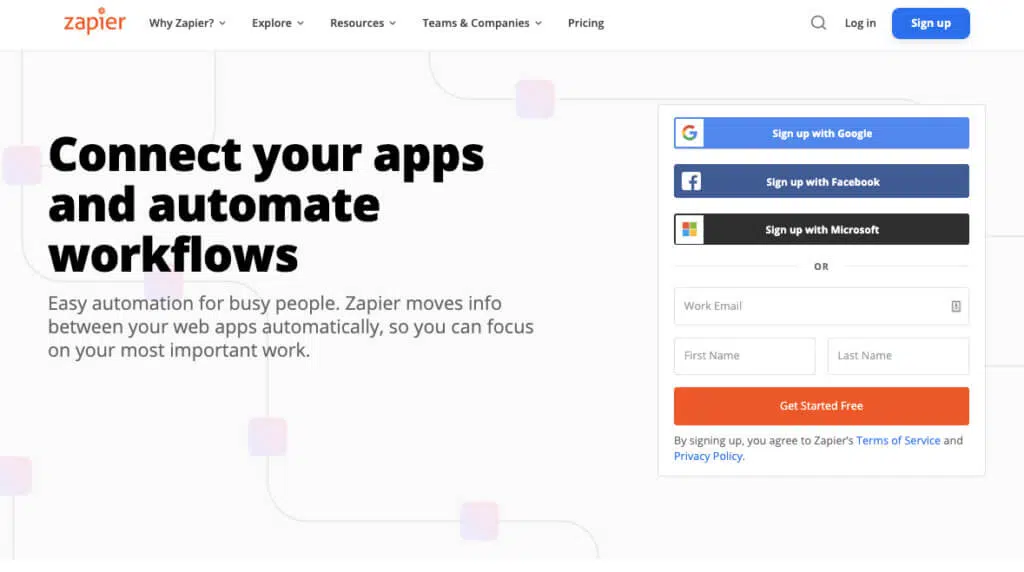 zapier
Why Zapier?
Explore
Resources
Teams & Companies
Pricing
Log in
Sign up
Connect your apps
and automate
workflows
Easy automation for busy people. Zapier moves info
between your web apps automatically, so you can focus
on your most important work.
Sign up with Google
Sign up with Facebook
Sign up with Microsoft
OR
Work Email
First Name
Last Name
Get Started Free
By signing up, you agree to Zapier's Terms of Service and
Privacy Policy.